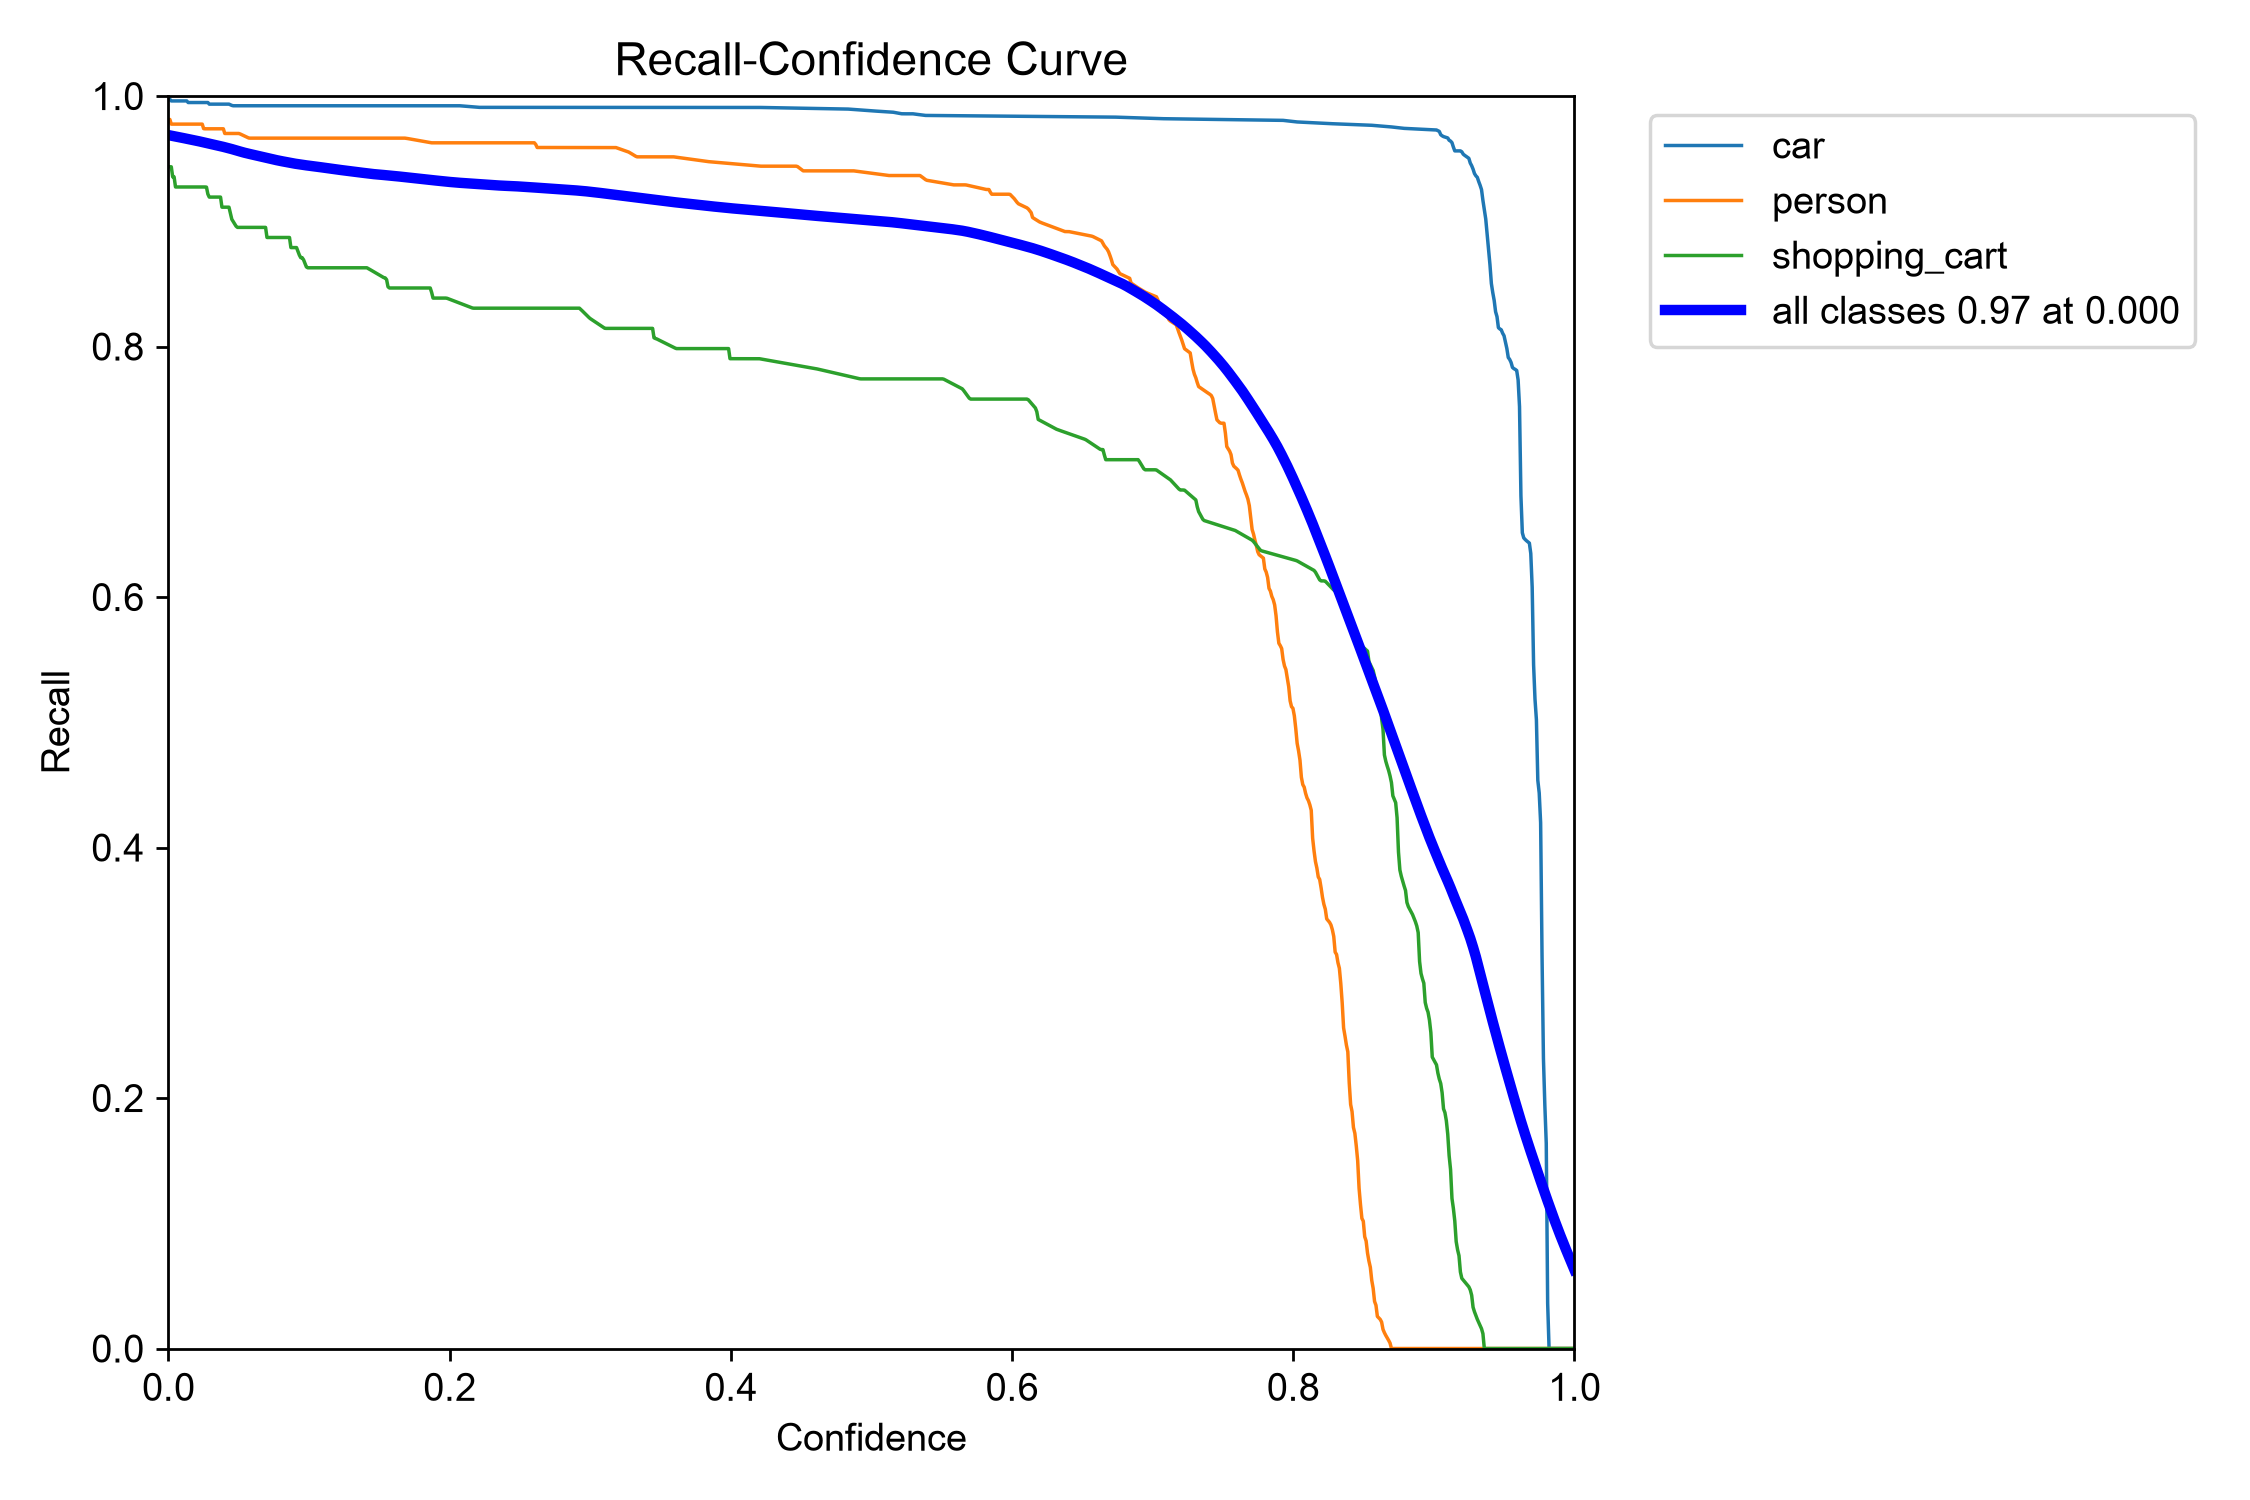 Recall-Confidence Curve
1.0
0.8
0.6
0.4
0.2
0.0
Recall
0.0 0.2 0.4 0.6 0.8 1.0
Confidence
car
person
shopping_cart
all classes 0.97 at 0.000